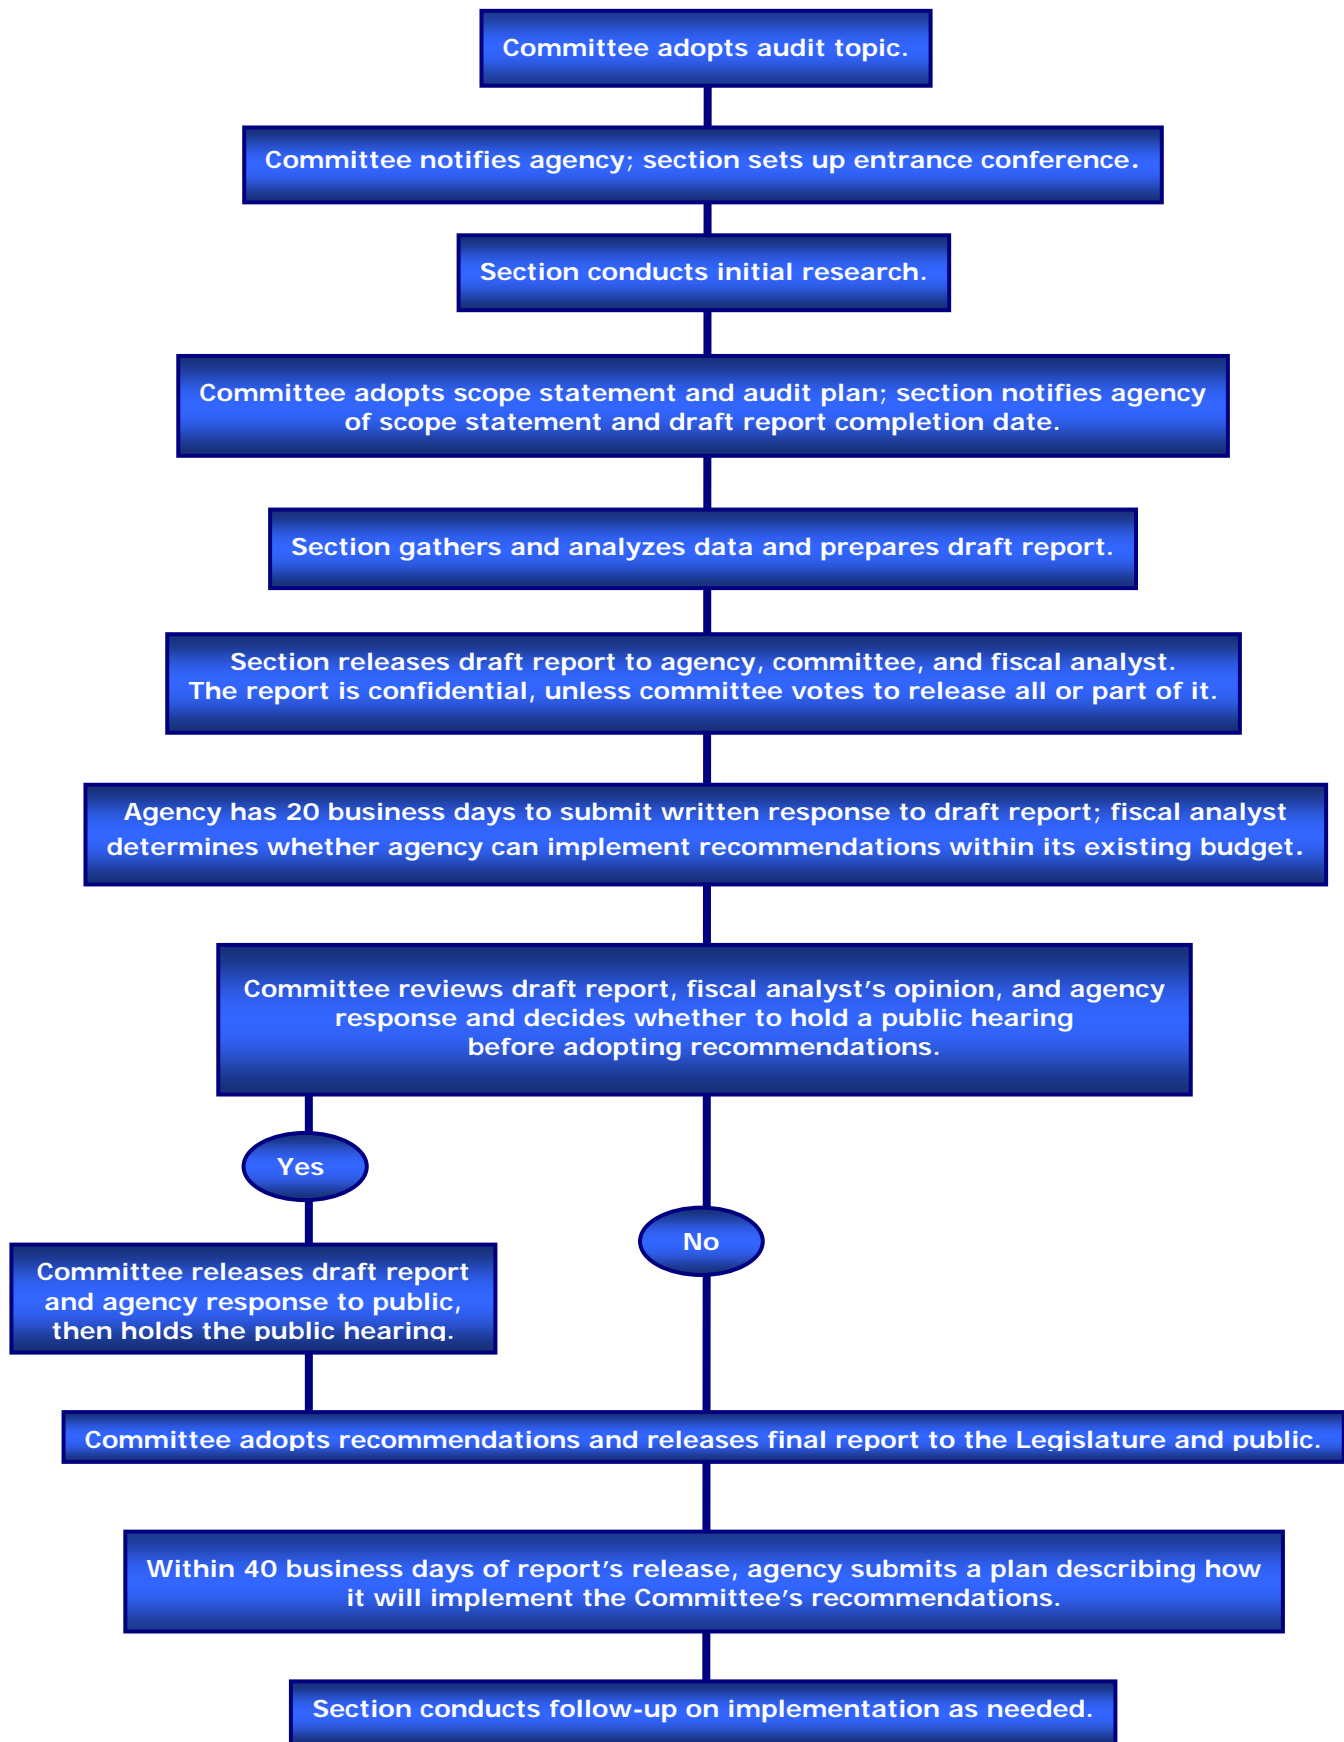 Committee adopts audit topic.
Committee notifies agency; section sets up entrance conference.
Section conducts initial research.
Committee adopts scope statement and audit plan; section notifies agency
of scope statement and draft report completion date.
Section gathers and analyzes data and prepares draft report.
Section releases draft report to agency, committee, and fiscal analyst.
The report is confidential, unless committee votes to release all or part of it.
Agency has 20 business days to submit written response to draft report; fiscal analyst
determines whether agency can implement recommendations within its existing budget.
Committee reviews draft report, fiscal analyst’s opinion, and agency
response and decides whether to hold a public hearing
before adopting recommendations.
Yes
No
Committee releases draft report
and agency response to public,
then holds the public hearing.
Committee adopts recommendations and releases final report to the Legislature and public.
Within 40 business days of report’s release, agency submits a plan describing how
it will implement the Committee’s recommendations.
Section conducts follow-up on implementation as needed.